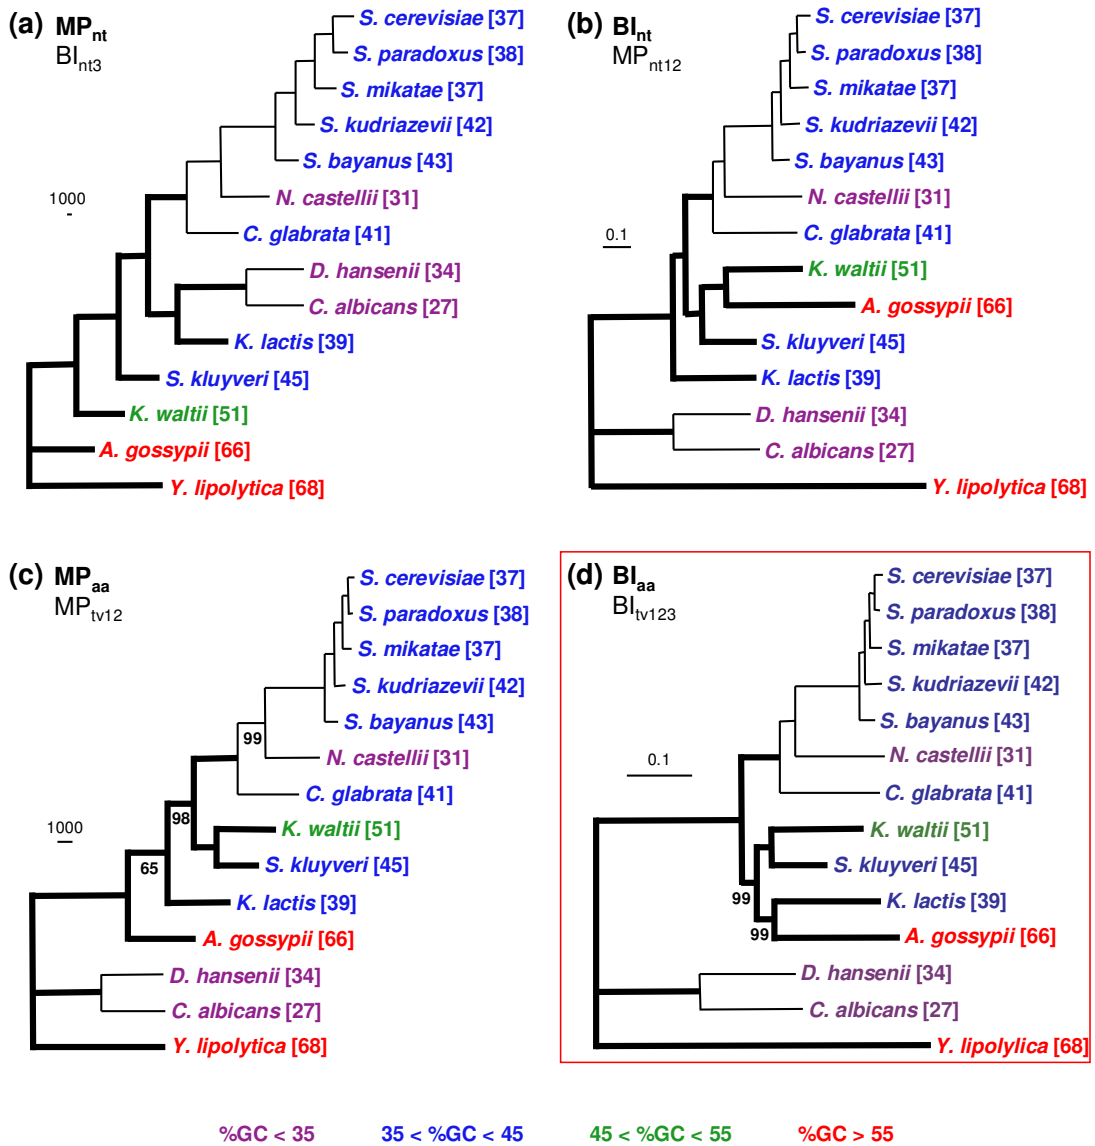 (a) MPnt
BInt3
S. cerevisiae [37]
S. paradoxus [38]
S. mikatae [37]
S. kudriazevii [42]
S. bayanus [43]
1000
N. castellii [31]
C. glabrata [41]
D. hansenii [34]
C. albicans [27]
K. lactis [39]
S. kluyveri [45]
K. waltii [51]
A. gossypii [66]
Y. lipolytica [68]
(b) BInt
MPnt12
S. cerevisiae [37]
S. paradoxus [38]
S. mikatae [37]
S. kudriazevii [42]
S. bayanus [43]
N. castellii [31]
0.1
C. glabrata [41]
K. waltii [51]
A. gossypii [66]
S. kluyveri [45]
K. lactis [39]
D. hansenii [34]
C. albicans [27]
Y. lipolytica [68]
(c) MPaa
MPtv12
S. cerevisiae [37]
S. paradoxus [38]
S. mikatae [37]
S. kudriazevii [42]
S. bayanus [43]
99
N. castellii [31]
C. glabrata [41]
98
1000
K. waltii [51]
65
S. kluyveri [45]
K. lactis [39]
A. gossypii [66]
D. hansenii [34]
C. albicans [27]
Y. lipolytica [68]
(d) BIaa
BItv123
S. cerevisiae [37]
S. paradoxus [38]
S. mikatae [37]
S. kudriazevii [42]
S. bayanus [43]
N. castellii [31]
0.1
C. glabrata [41]
K. waltii [51]
S. kluyveri [45]
99
K. lactis [39]
99
A. gossypii [66]
D. hansenii [34]
C. albicans [27]
Y. lipolylica [68]
%GC < 35 35 < %GC < 45 45 < %GC < 55 %GC > 55